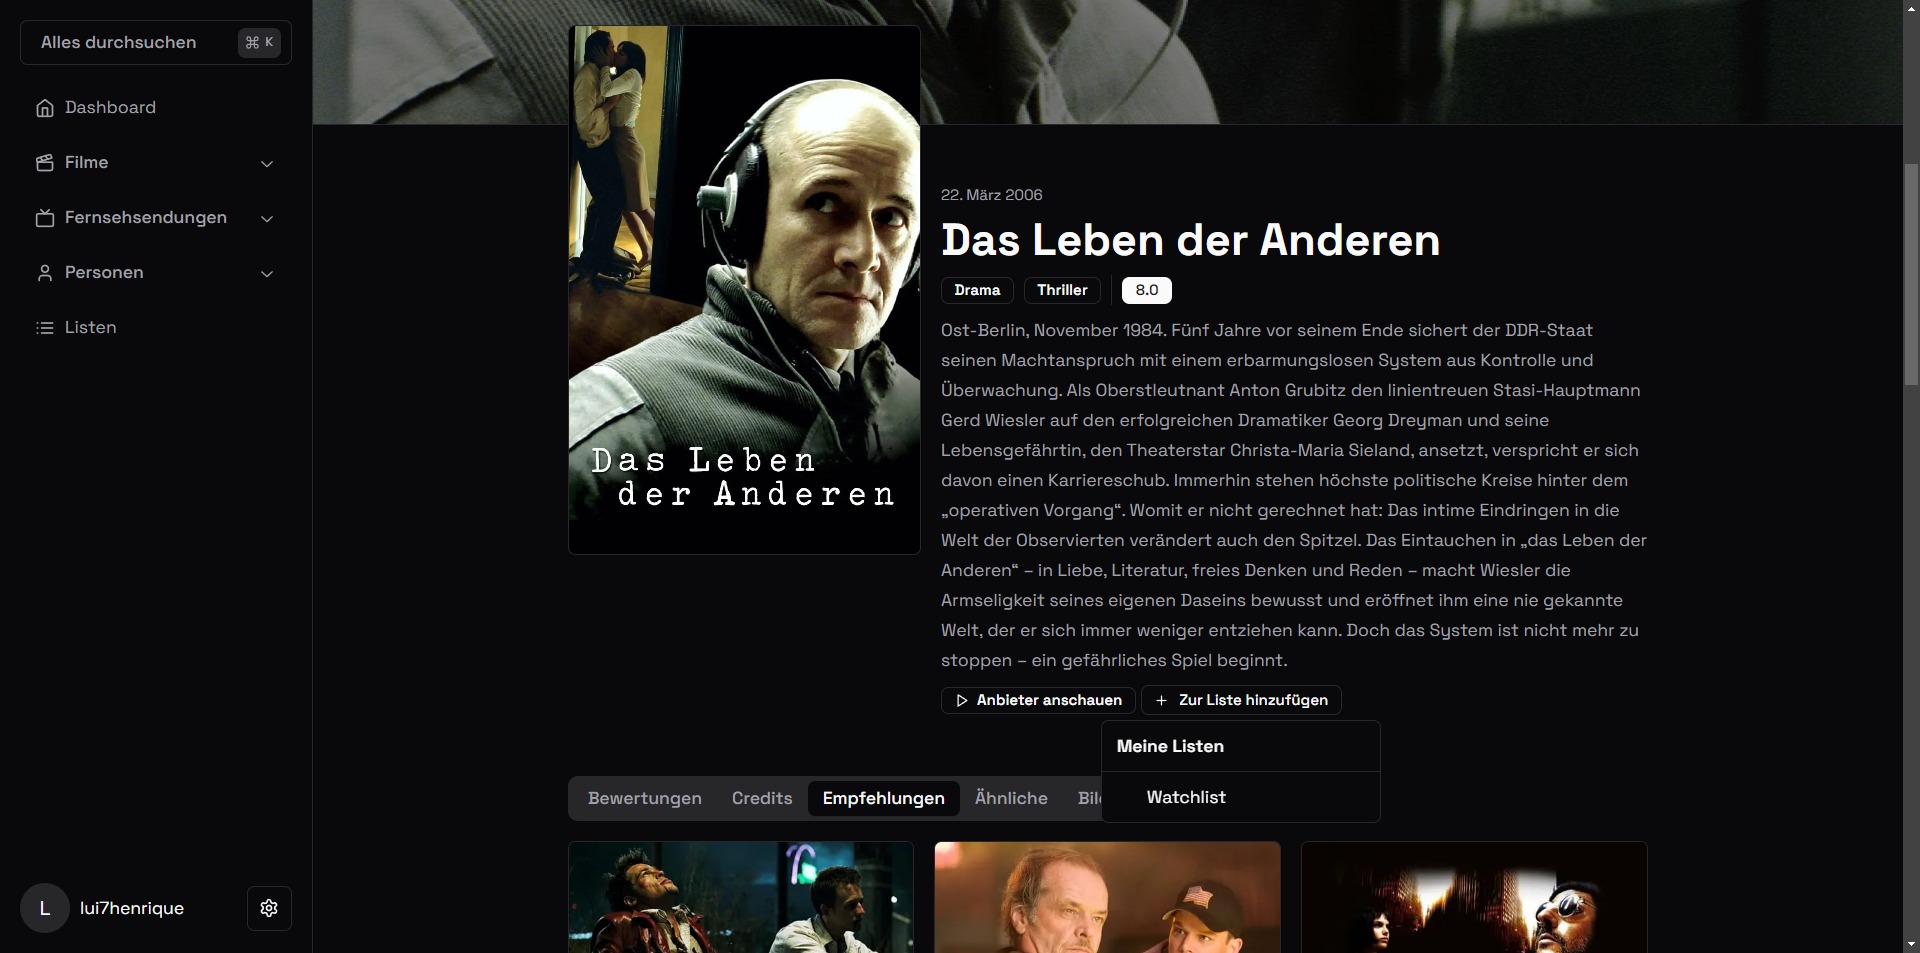 Alles durchsuchen
⌘ K
Dashboard
Filme
Fernsehsendungen
Personen
Listen
L
lui7henrique
Das Leben
der Anderen
22. März 2006
Das Leben der Anderen
Drama
Thriller
8.0
Ost-Berlin, November 1984. Fünf Jahre vor seinem Ende sichert der DDR-Staat
seinen Machtanspruch mit einem erbarmungslosen System aus Kontrolle und
Überwachung. Als Oberstleutnant Anton Grubitz den linientreuen Stasi-Hauptmann
Gerd Wiesler auf den erfolgreichen Dramatiker Georg Dreyman und seine
Lebensgefährtin, den Theaterstar Christa-Maria Sieland, ansetzt, verspricht er sich
davon einen Karriereschub. Immerhin stehen höchste politische Kreise hinter dem
„operativen Vorgang“. Womit er nicht gerechnet hat: Das intime Eindringen in die
Welt der Observierten verändert auch den Spitzel. Das Eintauchen in „das Leben der
Anderen“ – in Liebe, Literatur, freies Denken und Reden – macht Wiesler die
Armseligkeit seines eigenen Daseins bewusst und eröffnet ihm eine nie gekannte
Welt, der er sich immer weniger entziehen kann. Doch das System ist nicht mehr zu
stoppen – ein gefährliches Spiel beginnt.
Anbieter anschauen
Zur Liste hinzufügen
Meine Listen
Watchlist
Bewertungen
Credits
Empfehlungen
Ähnliche